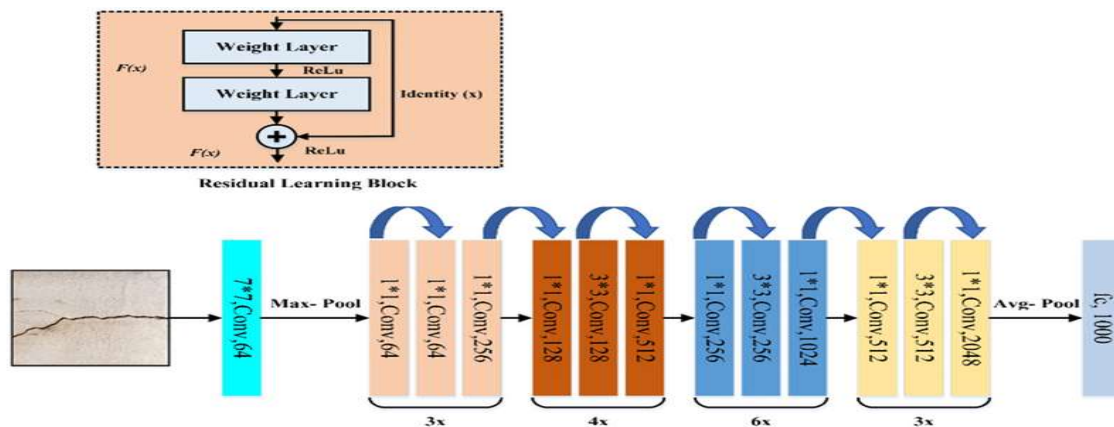 Weight Layer
F(x)
ReLu
Weight Layer
Identity (x)
F(x)
ReLu
Residual Learning Block
7*7,Conv,64
Max- Pool
1*1,Conv,64
1*1,Conv,64
1*1,Conv,256
1*1,Conv,128
3*3,Conv,128
1*1,Conv,512
1*1,Conv,256
3*3,Conv,256
1*1,Conv,1024
1*1,Conv,512
3*3,Conv,512
1*1,Conv,2048
Avg- Pool
fc, 1000
3x
4x
6x
3x